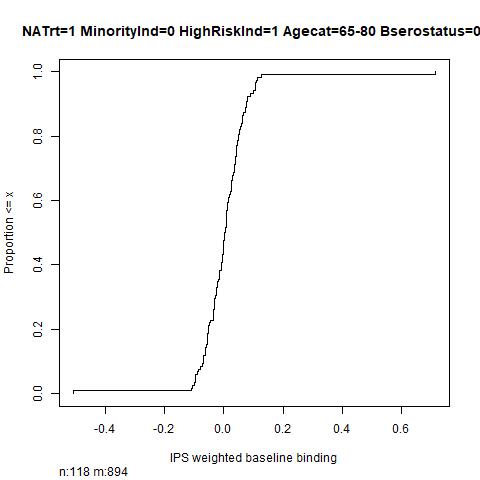 NATrt=1 MinorityInd=0 HighRiskInd=1 Agecat=65-80 Bserostatus=0
Proportion <= x
1.0
0.8
0.6
0.4
0.2
0.0
-0.4 -0.2 0.0 0.2 0.4 0.6
IPS weighted baseline binding
n:118 m:894